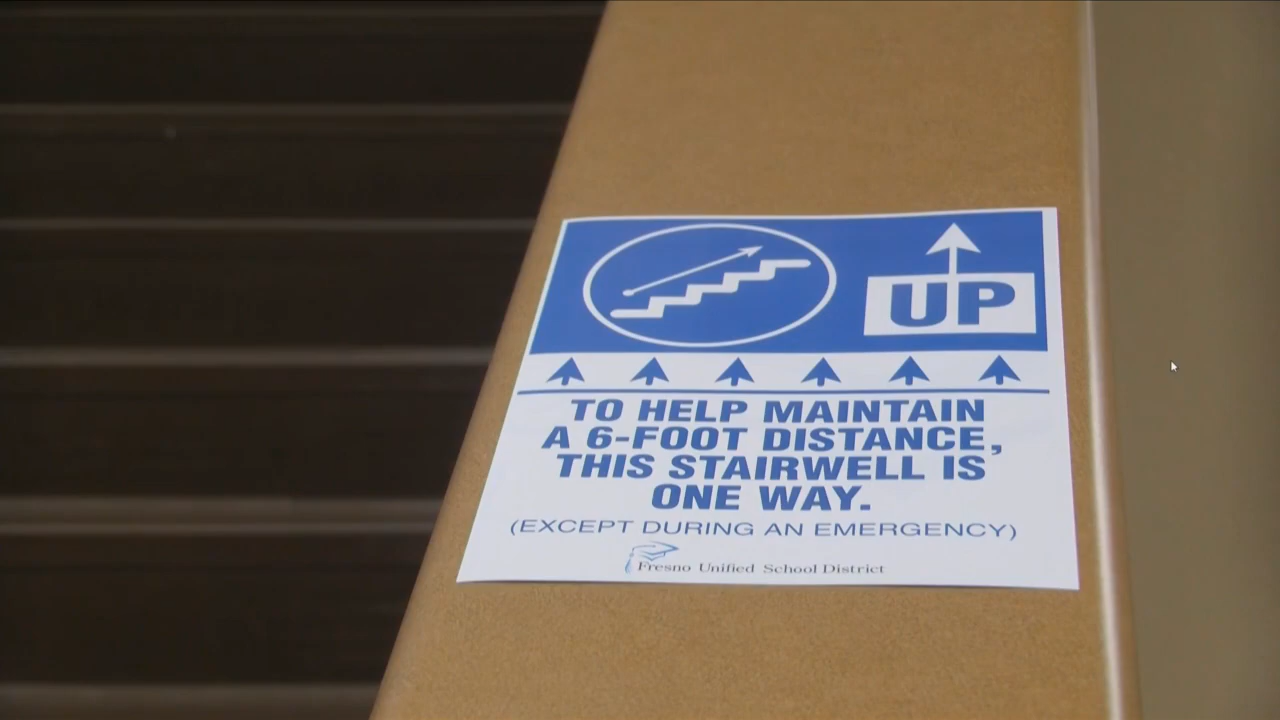 UP
TO HELP MAINTAIN
A 6-FOOT DISTANCE,
THIS STAIRWELL IS
ONE WAY.
(EXCEPT DURING AN EMERGENCY)
Fresno Unified School District